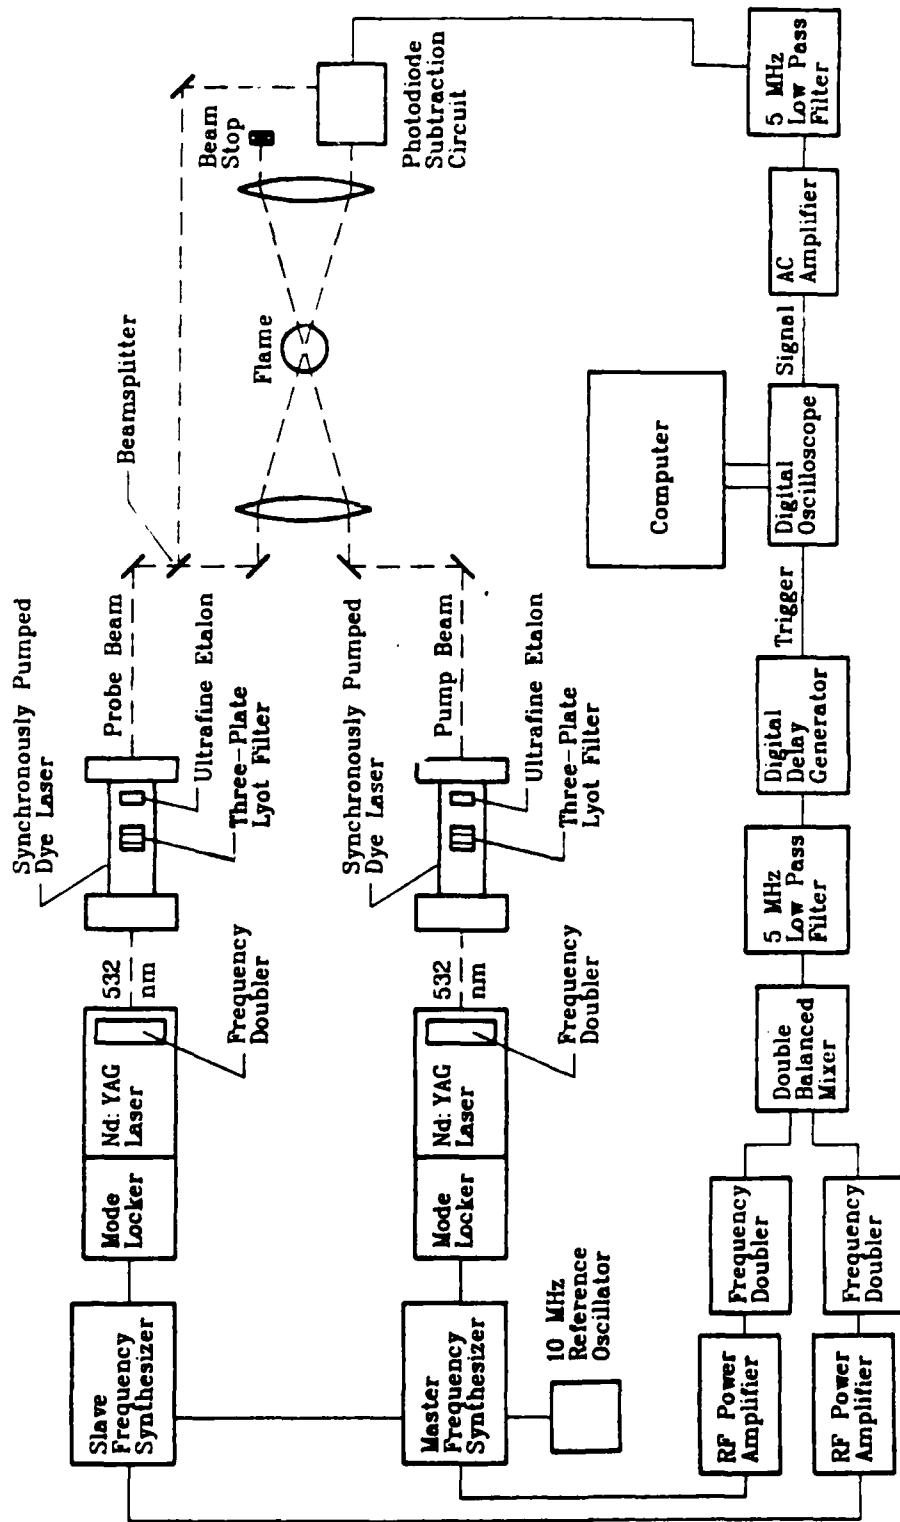 Slave
Frequency
Synthesizer
Mode
Locker
Nd:YAG
Laser
Frequency
Doubler
532
nm
Synchronously Pumped
Dye Laser
Three-Plate
Lyot Filter
Ultrafine Etalon
Probe Beam
Beamsplitter
Beam
Stop
Flame
Photodiode
Subtraction
Circuit
Master
Frequency
Synthesizer
Mode
Locker
Nd:YAG
Laser
Frequency
Doubler
532
nm
Synchronously Pumped
Dye Laser
Three-Plate
Lyot Filter
Ultrafine Etalon
Pump Beam
10 MHz
Reference
Oscillator
Computer
RF Power
Amplifier
Frequency
Doubler
RF Power
Amplifier
Frequency
Doubler
Double
Balanced
Mixer
5 MHz
Low Pass
Filter
Digital
Delay
Generator
Trigger
Digital
Oscilloscope
Signal
AC
Amplifier
5 MHz
Low Pass
Filter